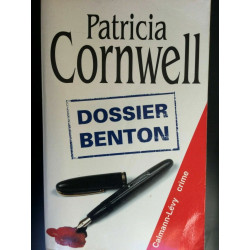 Patricia
Cornwell
DOSSIER
BENTON
Calmann-Lévy crime